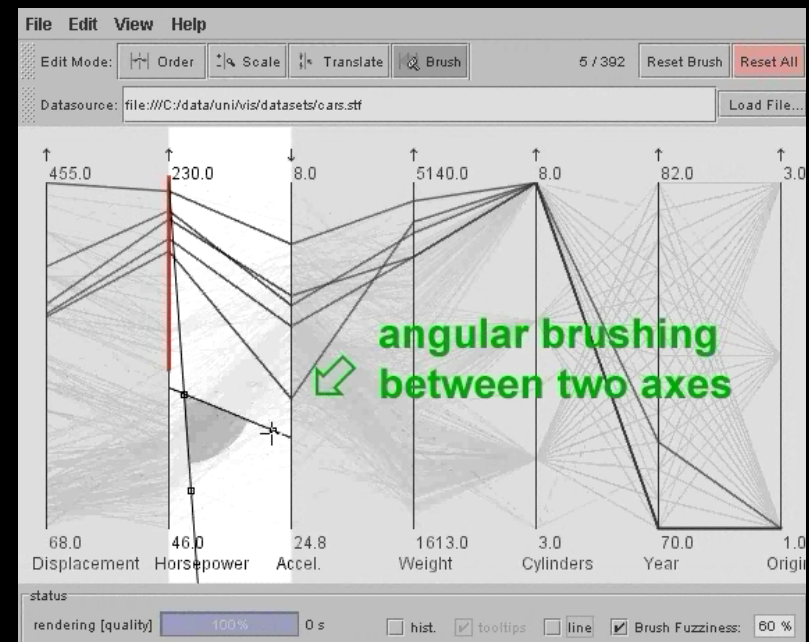 File Edit View Help
Edit Mode: Order Scale Translate Brush 5 / 392 Reset Brush Reset All
Datasource: file:///C:/data/uni/vis/datasets/cars.stf Load File...
455.0 230.0 8.0 5140.0 8.0 82.0 3.0
angular brushing
between two axes
68.0 46.0 24.8 1613.0 3.0 70.0 1.0
Displacement Horsepower Accel. Weight Cylinders Year Origi
status
rendering [quality] 100% 0 s hist. tooltips line Brush Fuzziness: 60 %